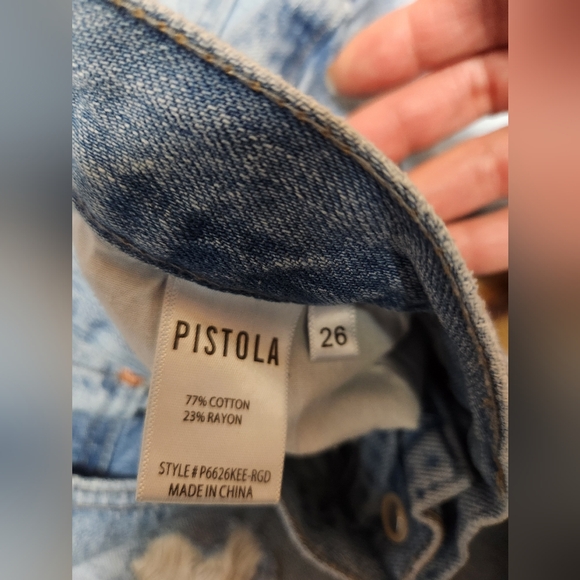 PISTOLA
26
77% COTTON
23% RAYON
STYLE # P6626KEE-RGD
MADE IN CHINA